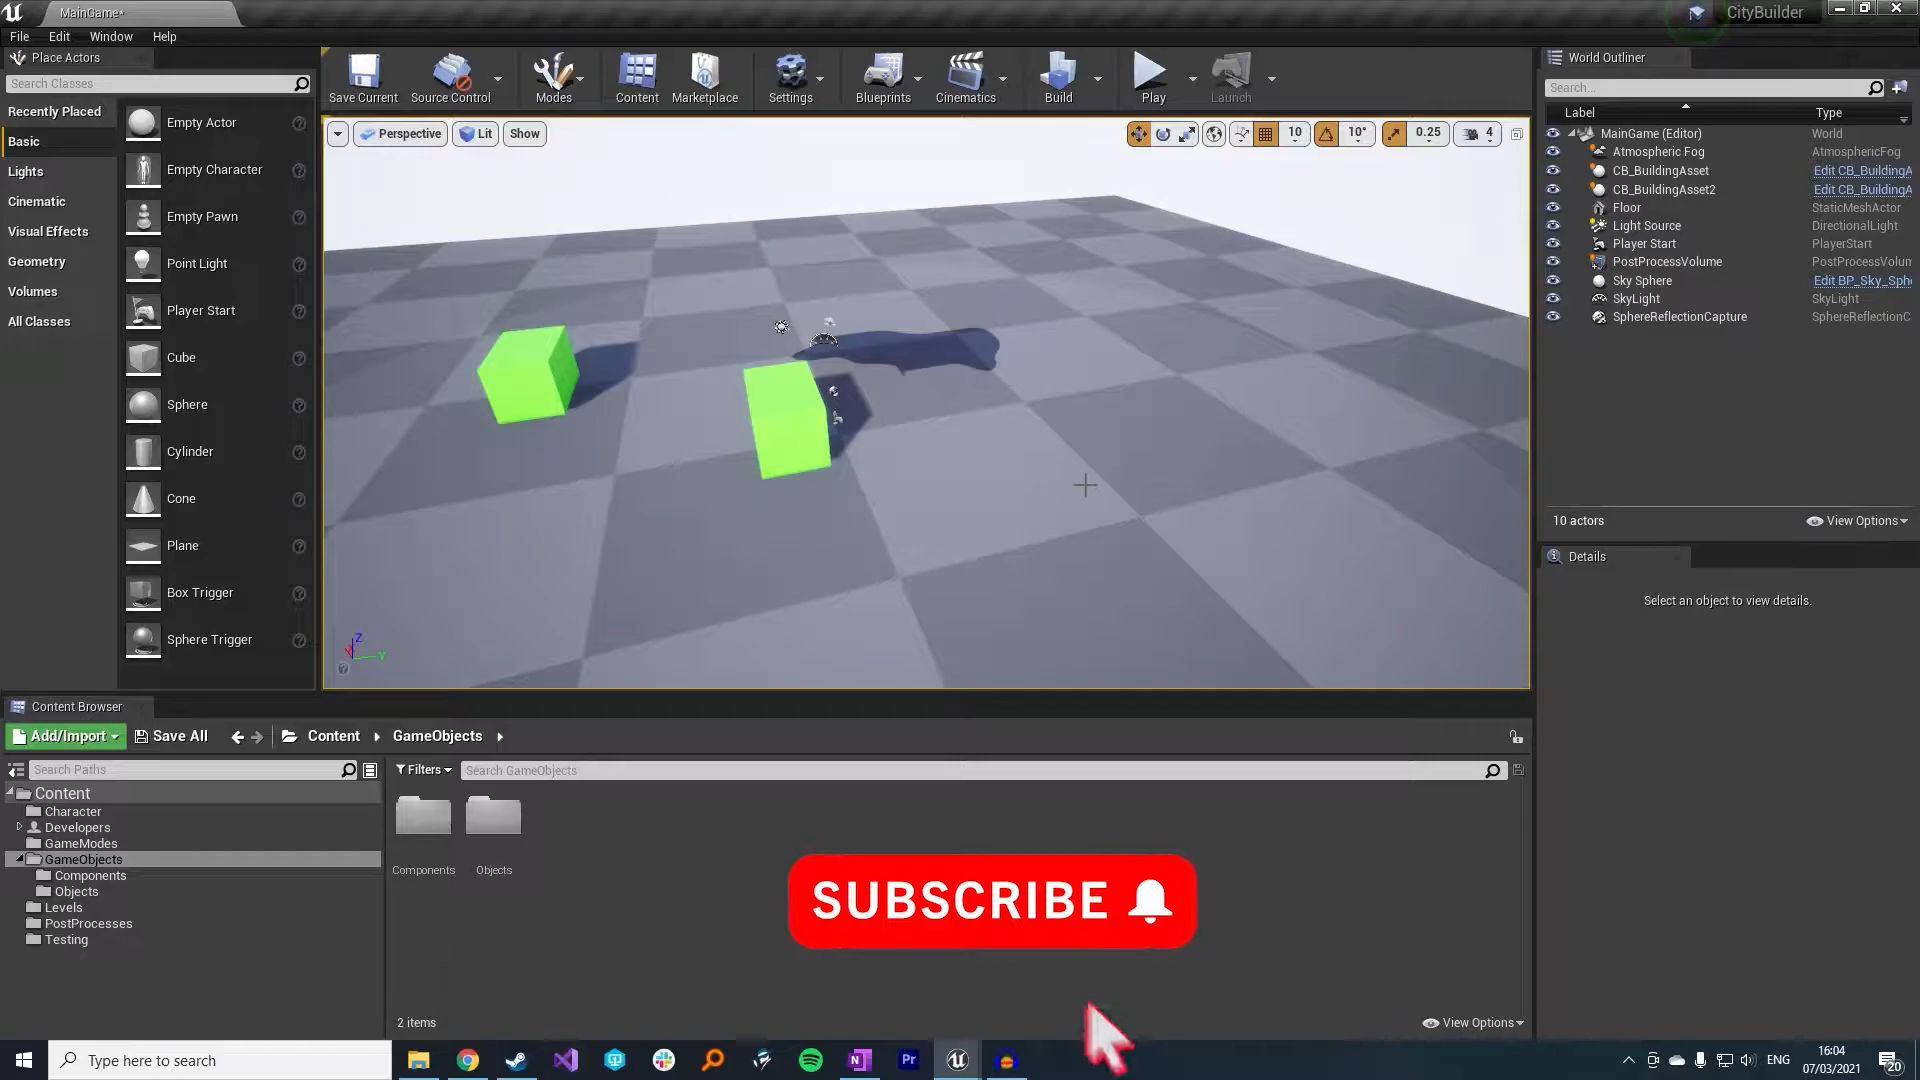 MainGame*
CityBuilder
File Edit Window Help
Place Actors
Search Classes
Recently Placed
Basic
Lights
Cinematic
Visual Effects
Geometry
Volumes
All Classes
Empty Actor
Empty Character
Empty Pawn
Point Light
Player Start
Cube
Sphere
Cylinder
Cone
Plane
Box Trigger
Sphere Trigger
Save Current Source Control Modes Content Marketplace Settings Blueprints Cinematics Build Play Launch
Perspective Lit Show
10 10° 0.25 4
Z
Y
World Outliner
Search...
Label Type
MainGame (Editor) World
Atmospheric Fog AtmosphericFog
CB_BuildingAsset Edit CB_BuildingA
CB_BuildingAsset2 Edit CB_BuildingA
Floor StaticMeshActor
Light Source DirectionalLight
Player Start PlayerStart
PostProcessVolume PostProcessVolum
Sky Sphere Edit BP_Sky_Sphe
SkyLight SkyLight
SphereReflectionCapture SphereReflectionC
10 actors View Options
Details
Select an object to view details.
Content Browser
Add/Import Save All Content GameObjects
Search Paths
Filters Search GameObjects
Content
Character
Developers
GameModes
GameObjects
Components
Objects
Levels
PostProcesses
Testing
Components Objects
SUBSCRIBE
2 items View Options
Type here to search
Pr
ENG
16:04
07/03/2021
20